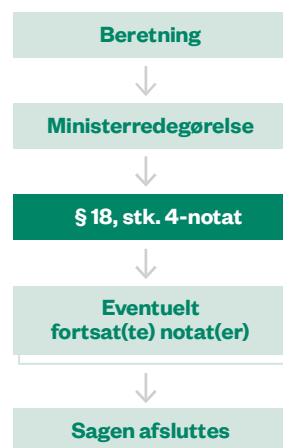 Beretning
Ministerredegørelse
§ 18, stk. 4-notat
Eventuelt
fortsat(te) notat(er)
Sagen afsluttes